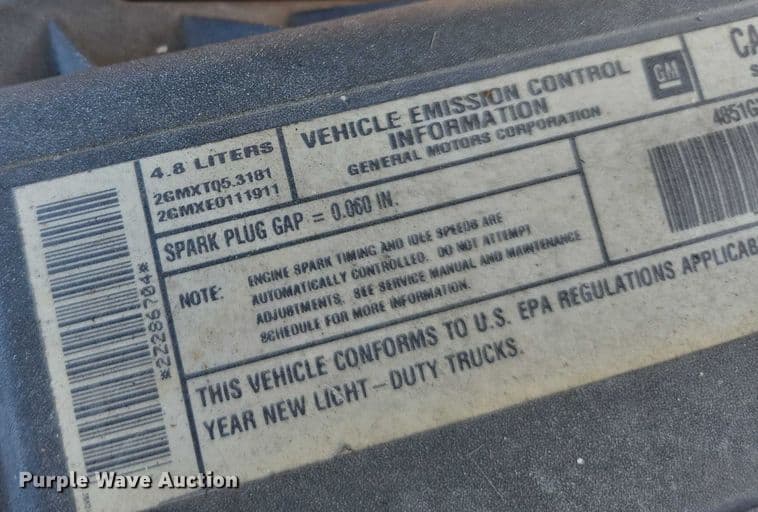 4.8 LITERS
2GMXT05.3181
2GMXE0111911
VEHICLE EMISSION CONTROL
INFORMATION
GENERAL MOTORS CORPORATION
GM
CA
4851G
SPARK PLUG GAP = 0.060 IN.
NOTE: ENGINE SPARK TIMING AND IDLE SPEEDS ARE
AUTOMATICALLY CONTROLLED. DO NOT ATTEMPT
ADJUSTMENTS. SEE SERVICE MANUAL AND MAINTENANCE
SCHEDULE FOR MORE INFORMATION.
THIS VEHICLE CONFORMS TO U.S. EPA REGULATIONS APPLICAB
YEAR NEW LIGHT-DUTY TRUCKS.
*22286704*
Purple Wave Auction